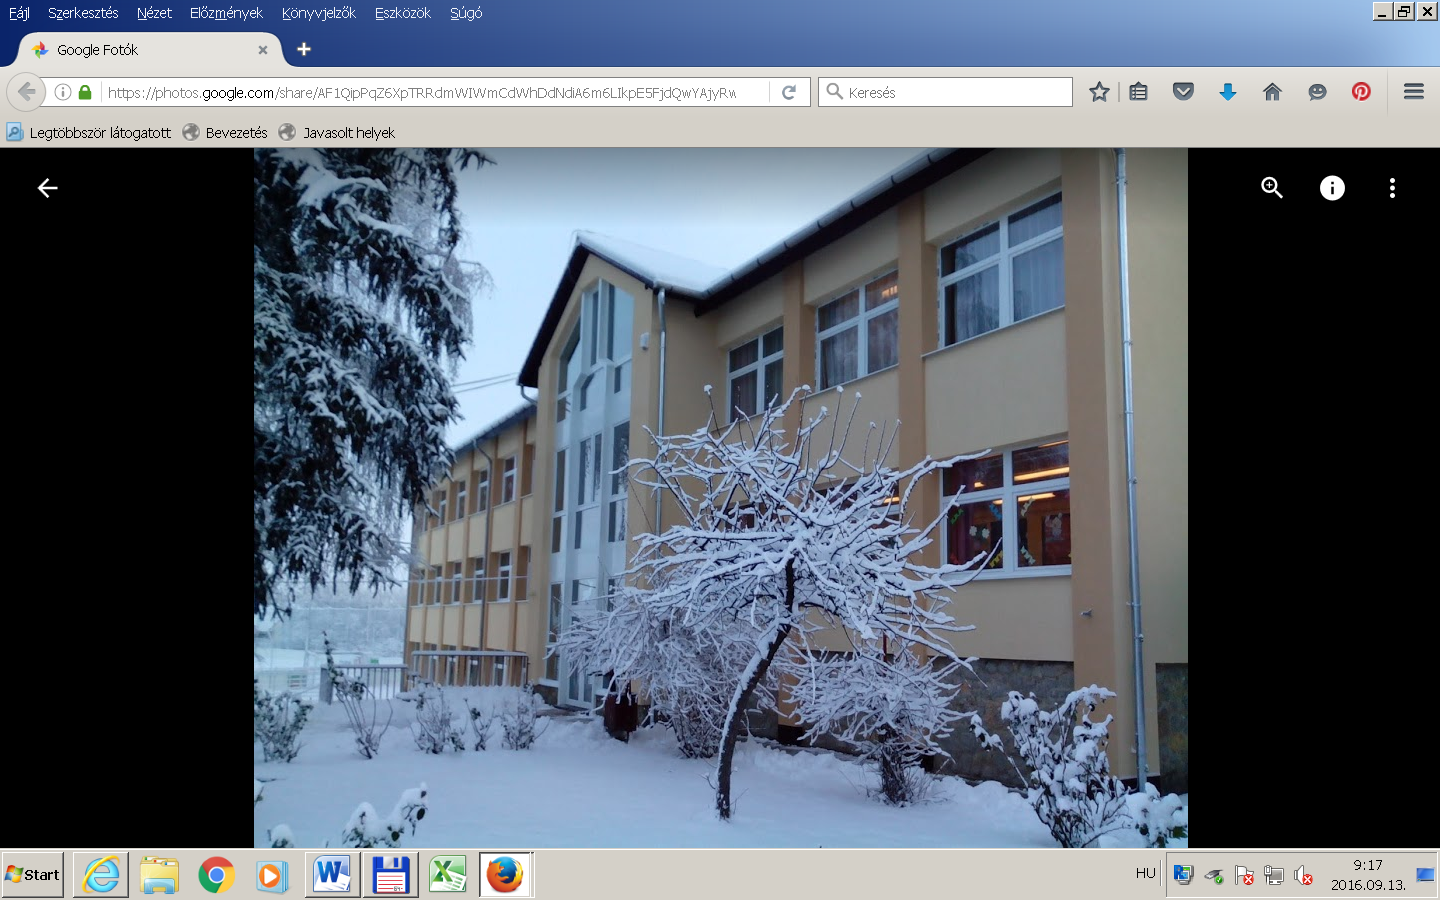 Fájl Szerkesztés Nézet Előzmények Könyvjelzők Eszközök Súgó
Google Fotók
https://photos.google.com/share/AF1QipPqZ6XpTRRdmWIWmCdWhDdNdiA6m6LIkpE5FjdQwYAjyRw
Keresés
Legtöbbször látogatott Bevezetés Javasolt helyek
Start
HU
9:17
2016.09.13.